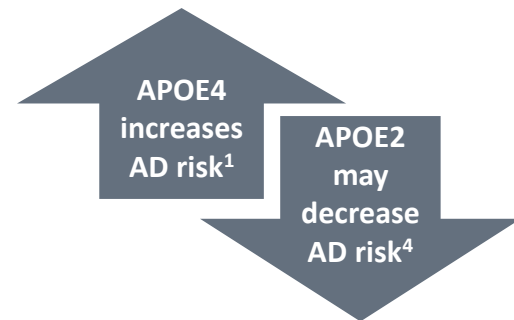 APOE4
increases
AD risk¹
APOE2
may
decrease
AD risk⁴